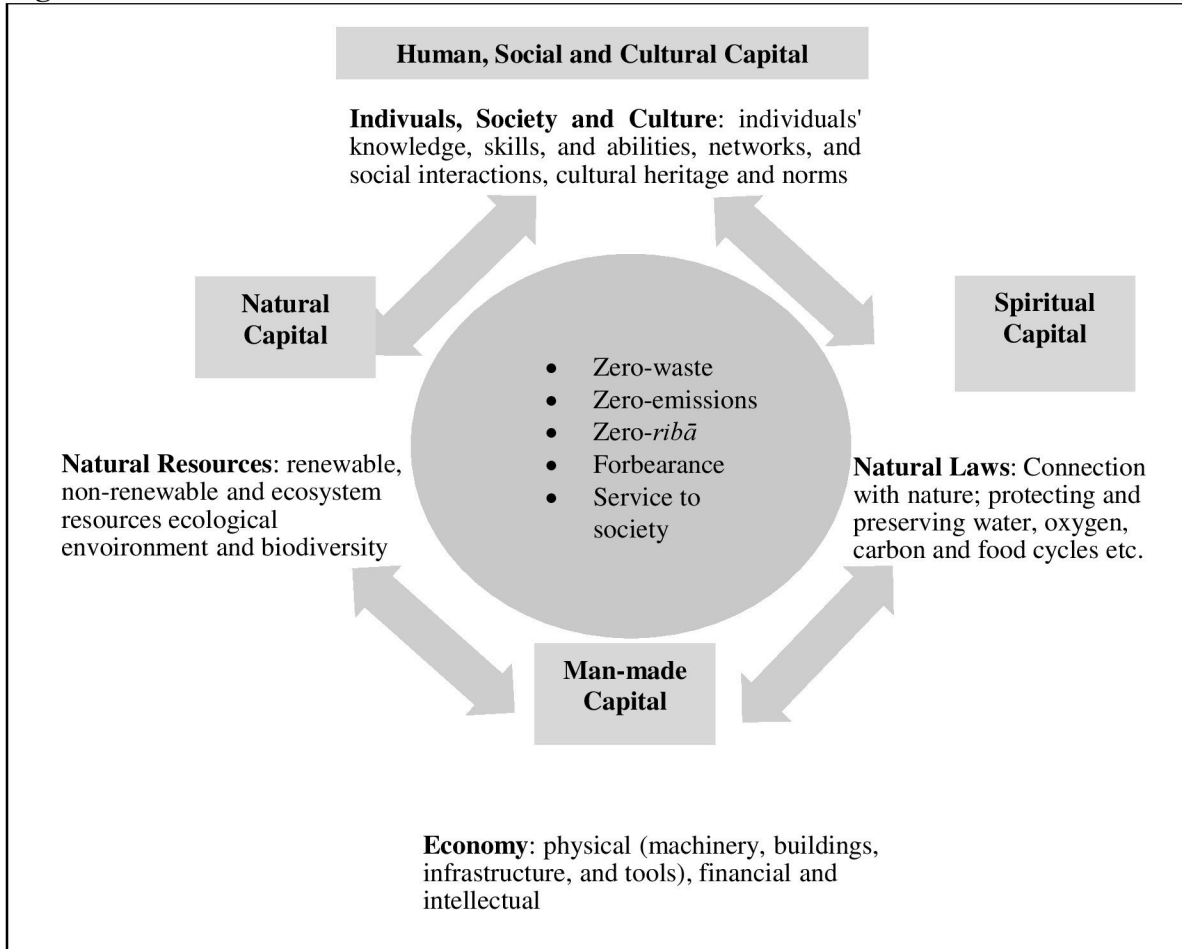 Human, Social and Cultural Capital
Indivuals, Society and Culture: individuals'
knowledge, skills, and abilities, networks, and
social interactions, cultural heritage and norms
Natural
Capital
Spiritual
Capital
• Zero-waste
• Zero-emissions
• Zero-ribā
• Forbearance
• Service to
society
Natural Resources: renewable,
non-renewable and ecosystem
resources ecological
envoironment and biodiversity
Natural Laws: Connection
with nature; protecting and
preserving water, oxygen,
carbon and food cycles etc.
Man-made
Capital
Economy: physical (machinery, buildings,
infrastructure, and tools), financial and
intellectual